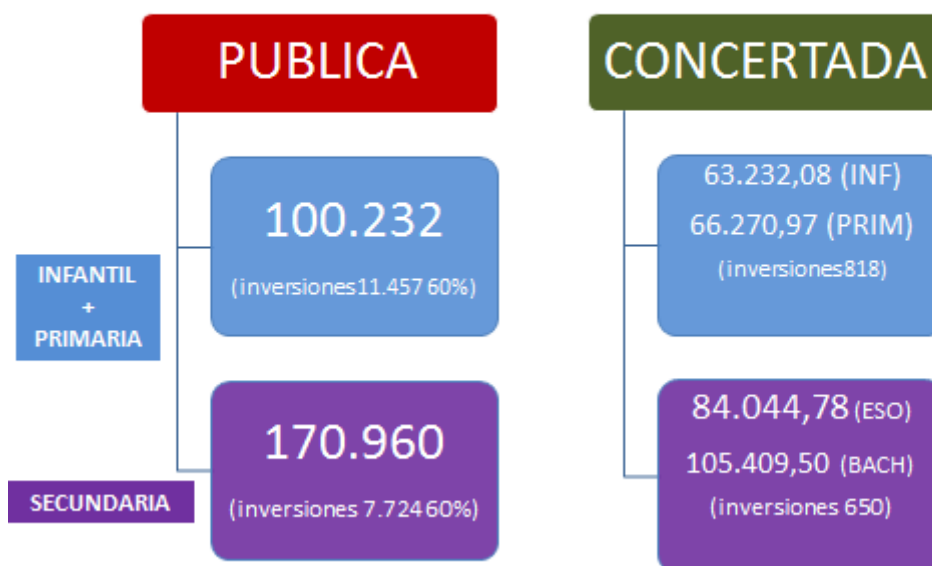 PUBLICA
CONCERTADA
INFANTIL
+
PRIMARIA
100.232
(inversiones11.457 60%)
63.232,08 (INF)
66.270,97 (PRIM)
(inversiones818)
SECUNDARIA
170.960
(inversiones 7.724 60%)
84.044,78 (ESO)
105.409,50 (BACH)
(inversiones 650)